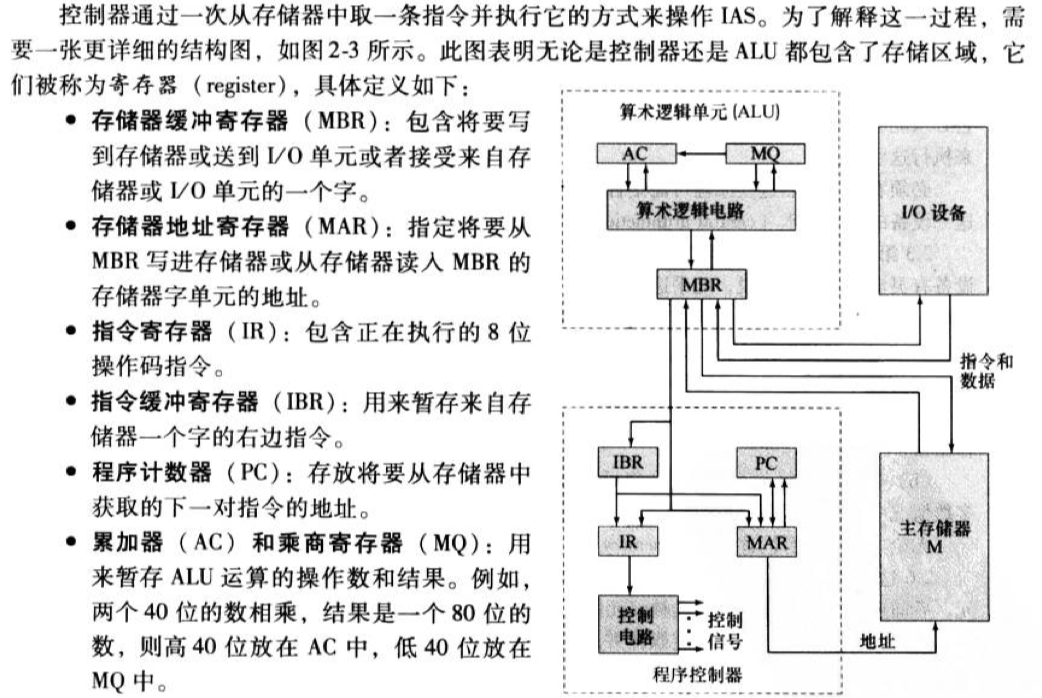 控制器通过一次从存储器中取一条指令并执行它的方式来操作 IAS。为了解释这一过程，需
要一张更详细的结构图，如图2-3 所示。此图表明无论是控制器还是 ALU 都包含了存储区域，它
们被称为寄存器（register），具体定义如下：
• 存储器缓冲寄存器（MBR）：包含将要写
到存储器或送到 I/O 单元或者接受来自存
储器或 I/O 单元的一个字。
• 存储器地址寄存器（MAR）：指定将要从
MBR 写进存储器或从存储器读入 MBR 的
存储器字单元的地址。
• 指令寄存器（IR）：包含正在执行的 8 位
操作码指令。
• 指令缓冲寄存器（IBR）：用来暂存来自存
储器一个字的右边指令。
• 程序计数器（PC）：存放将要从存储器中
获取的下一对指令的地址。
• 累加器（AC）和乘商寄存器（MQ）：用
来暂存 ALU 运算的操作数和结果。例如，
两个 40 位的数相乘，结果是一个 80 位的
数，则高 40 位放在 AC 中，低 40 位放在
MQ 中。
算术逻辑单元 (ALU)
AC
MQ
算术逻辑电路
MBR
I/O 设备
指令和
数据
IBR
PC
IR
MAR
主存储器
M
控制
电路
控制
信号
地址
程序控制器